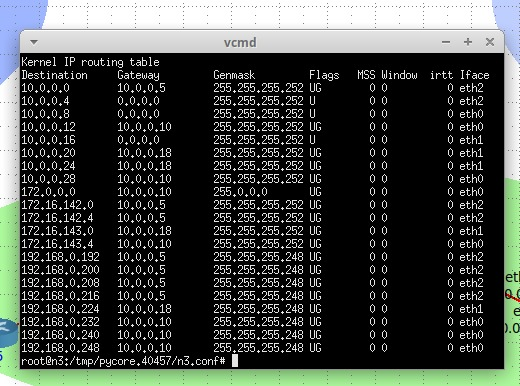 vcmd
Kernel IP routing table
Destination Gateway Genmask Flags MSS Window irtt Iface
10.0.0.0 10.0.0.5 255.255.255.252 UG 0 0 0 eth2
10.0.0.4 0.0.0.0 255.255.255.252 U 0 0 0 eth2
10.0.0.8 0.0.0.0 255.255.255.252 U 0 0 0 eth0
10.0.0.12 10.0.0.10 255.255.255.252 UG 0 0 0 eth0
10.0.0.16 0.0.0.0 255.255.255.252 U 0 0 0 eth1
10.0.0.20 10.0.0.18 255.255.255.252 UG 0 0 0 eth1
10.0.0.24 10.0.0.18 255.255.255.252 UG 0 0 0 eth1
10.0.0.28 10.0.0.10 255.255.255.252 UG 0 0 0 eth0
172.0.0.0 10.0.0.10 255.0.0.0 UG 0 0 0 eth0
172.16.142.0 10.0.0.5 255.255.255.252 UG 0 0 0 eth2
172.16.142.4 10.0.0.5 255.255.255.252 UG 0 0 0 eth2
172.16.143.0 10.0.0.18 255.255.255.252 UG 0 0 0 eth1
172.16.143.4 10.0.0.10 255.255.255.252 UG 0 0 0 eth0
192.168.0.192 10.0.0.5 255.255.255.248 UG 0 0 0 eth2
192.168.0.200 10.0.0.5 255.255.255.248 UG 0 0 0 eth2
192.168.0.208 10.0.0.5 255.255.255.248 UG 0 0 0 eth2
192.168.0.216 10.0.0.5 255.255.255.248 UG 0 0 0 eth2
192.168.0.224 10.0.0.18 255.255.255.248 UG 0 0 0 eth1
192.168.0.232 10.0.0.10 255.255.255.248 UG 0 0 0 eth0
192.168.0.240 10.0.0.10 255.255.255.248 UG 0 0 0 eth0
192.168.0.248 10.0.0.10 255.255.255.248 UG 0 0 0 eth0
root@n3:/tmp/pycore.40457/n3.conf#